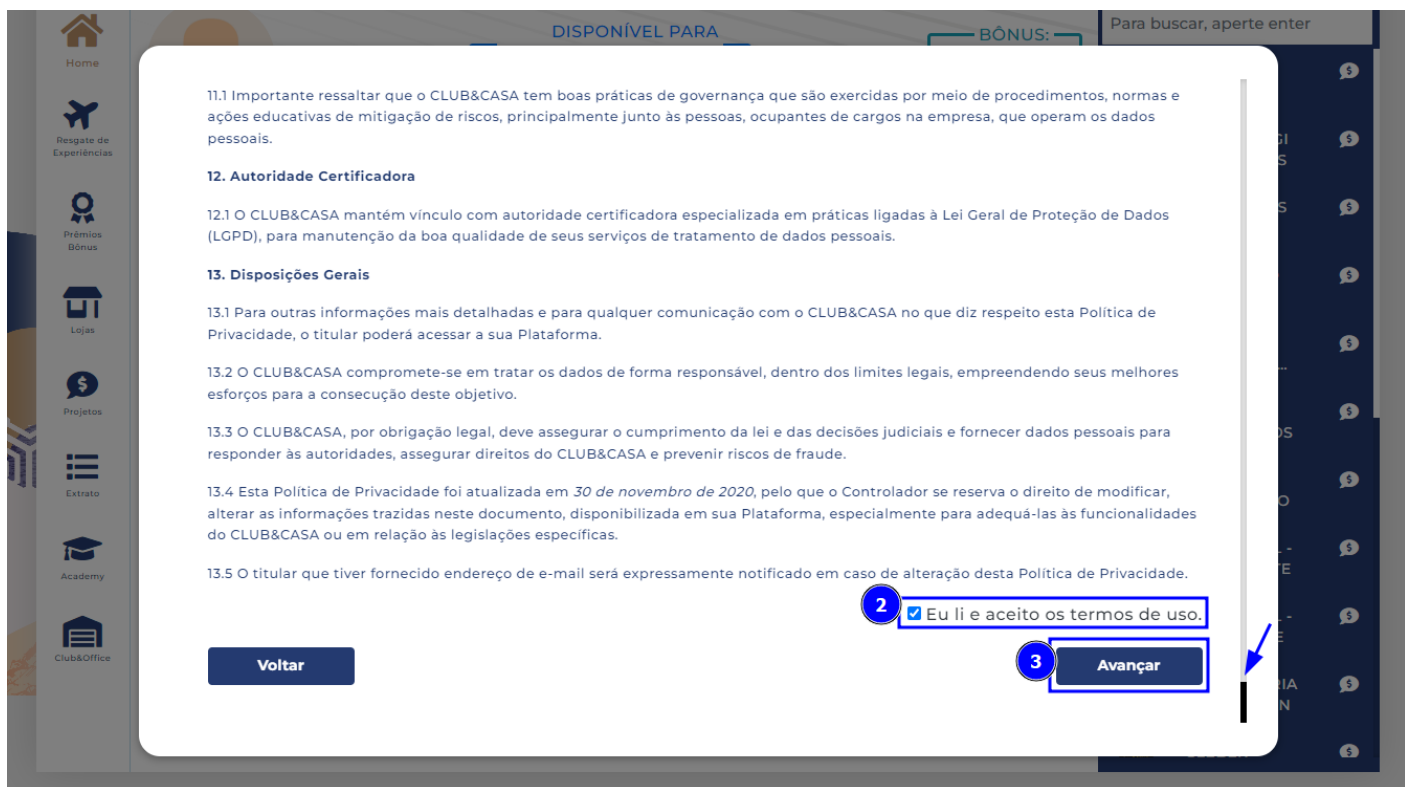 DISPONÍVEL PARA
BÔNUS:
Para buscar, aperte enter
Home
Resgate de
Experiências
Prêmios
Bônus
Lojas
Projetos
Extrato
Academy
Club&Office
11.1 Importante ressaltar que o CLUB&CASA tem boas práticas de governança que são exercidas por meio de procedimentos, normas e
ações educativas de mitigação de riscos, principalmente junto às pessoas, ocupantes de cargos na empresa, que operam os dados
pessoais.
12. Autoridade Certificadora
12.1 O CLUB&CASA mantém vínculo com autoridade certificadora especializada em práticas ligadas à Lei Geral de Proteção de Dados
(LGPD), para manutenção da boa qualidade de seus serviços de tratamento de dados pessoais.
13. Disposições Gerais
13.1 Para outras informações mais detalhadas e para qualquer comunicação com o CLUB&CASA no que diz respeito esta Política de
Privacidade, o titular poderá acessar a sua Plataforma.
13.2 O CLUB&CASA compromete-se em tratar os dados de forma responsável, dentro dos limites legais, empreendendo seus melhores
esforços para a consecução deste objetivo.
13.3 O CLUB&CASA, por obrigação legal, deve assegurar o cumprimento da lei e das decisões judiciais e fornecer dados pessoais para
responder às autoridades, assegurar direitos do CLUB&CASA e prevenir riscos de fraude.
13.4 Esta Política de Privacidade foi atualizada em 30 de novembro de 2020, pelo que o Controlador se reserva o direito de modificar,
alterar as informações trazidas neste documento, disponibilizada em sua Plataforma, especialmente para adequá-las às funcionalidades
do CLUB&CASA ou em relação às legislações específicas.
13.5 O titular que tiver fornecido endereço de e-mail será expressamente notificado em caso de alteração desta Política de Privacidade.
2 Eu li e aceito os termos de uso.
Voltar
3 Avançar